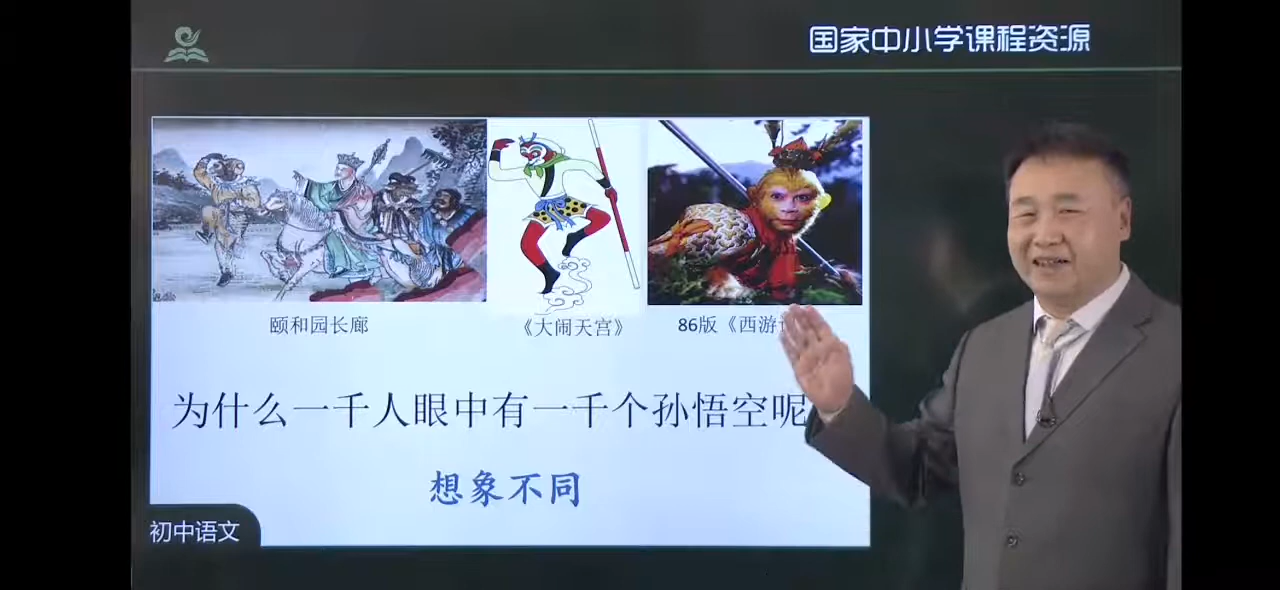 国家中小学课程资源
颐和园长廊
《大闹天宫》
86版《西游
为什么一千人眼中有一千个孙悟空呢
想象不同
初中语文